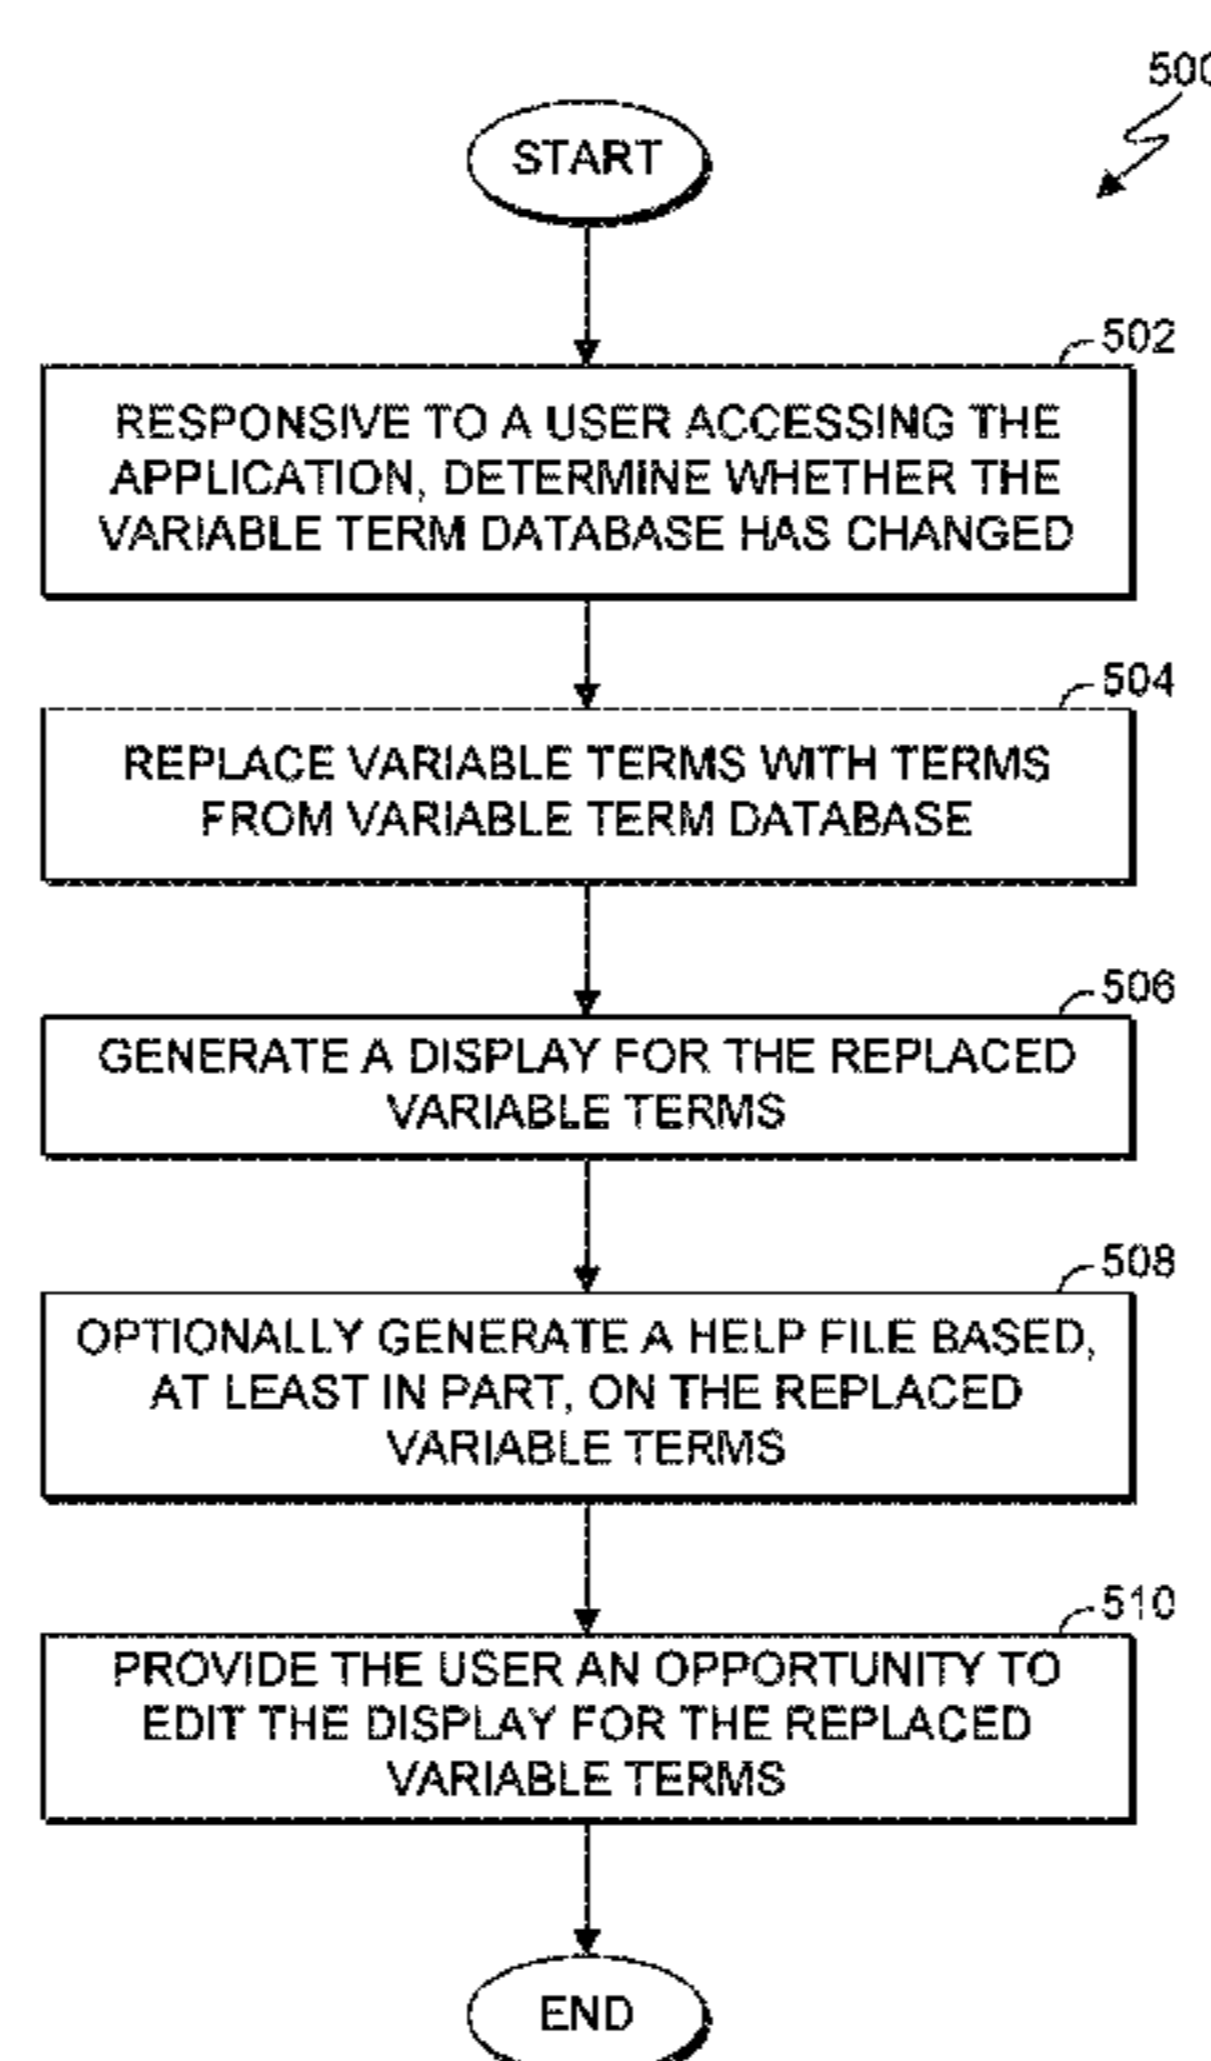 500
START
502
RESPONSIVE TO A USER ACCESSING THE
APPLICATION, DETERMINE WHETHER THE
VARIABLE TERM DATABASE HAS CHANGED
504
REPLACE VARIABLE TERMS WITH TERMS
FROM VARIABLE TERM DATABASE
506
GENERATE A DISPLAY FOR THE REPLACED
VARIABLE TERMS
508
OPTIONALLY GENERATE A HELP FILE BASED,
AT LEAST IN PART, ON THE REPLACED
VARIABLE TERMS
510
PROVIDE THE USER AN OPPORTUNITY TO
EDIT THE DISPLAY FOR THE REPLACED
VARIABLE TERMS
END